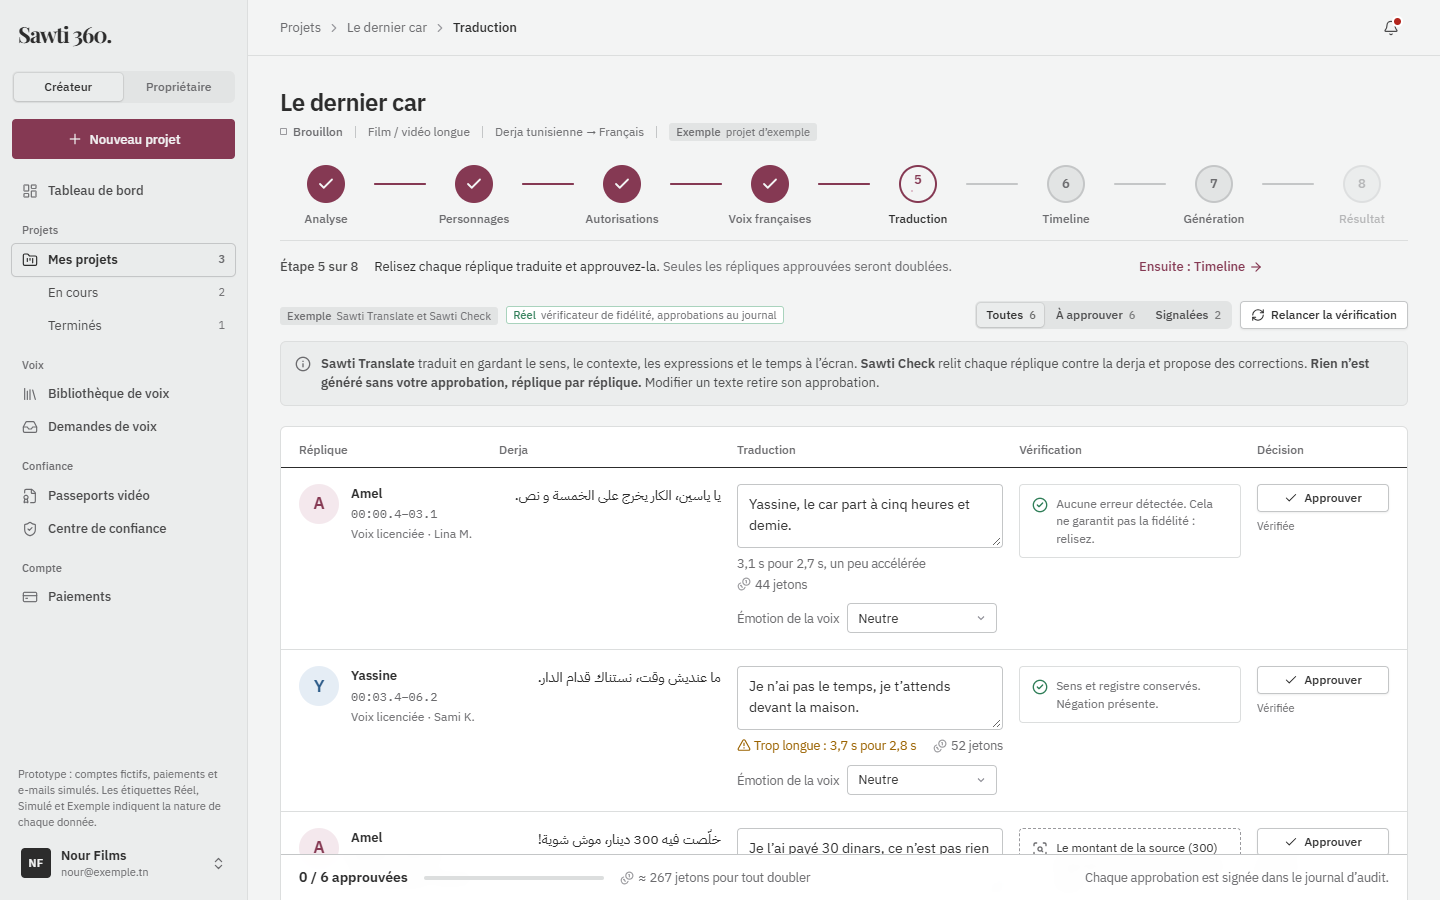 Sawti 360.
Créateur
Propriétaire
Nouveau projet
Tableau de bord
Projets
Mes projets 3
En cours 2
Terminés 1
Voix
Bibliothèque de voix
Demandes de voix
Confiance
Passeports vidéo
Centre de confiance
Compte
Paiements
Prototype : comptes fictifs, paiements et
e-mails simulés. Les étiquettes Réel,
Simulé et Exemple indiquent la nature de
chaque donnée.
NF
Nour Films
nour@exemple.tn
Projets > Le dernier car > Traduction
Le dernier car
Brouillon
Film / vidéo longue
Derja tunisienne → Français
Exemple projet d’exemple
5 6 7 8
Analyse
Personnages
Autorisations
Voix françaises
Traduction
Timeline
Génération
Résultat
Étape 5 sur 8 Relisez chaque réplique traduite et approuvez-la. Seules les répliques approuvées seront doublées.
Ensuite : Timeline →
Exemple Sawti Translate et Sawti Check
Réel vérificateur de fidélité, approbations au journal
Toutes 6
À approuver 6
Signalées 2
Relancer la vérification
Sawti Translate traduit en gardant le sens, le contexte, les expressions et le temps à l’écran. Sawti Check relit chaque réplique contre la derja et propose des corrections. Rien n’est
généré sans votre approbation, réplique par réplique. Modifier un texte retire son approbation.
Réplique
Derja
Traduction
Vérification
Décision
A
Amel
00:00.4–03.1
Voix licenciée · Lina M.
يا ياسين، الكار يخرج على الخمسة و نص.
Yassine, le car part à cinq heures et
demie.
3,1 s pour 2,7 s, un peu accélérée
44 jetons
Émotion de la voix
Neutre
Aucune erreur détectée. Cela
ne garantit pas la fidélité :
relisez.
Approuver
Vérifiée
Y
Yassine
00:03.4–06.2
Voix licenciée · Sami K.
ما عنديش وقت، نستناك قدام الدار.
Je n’ai pas le temps, je t’attends
devant la maison.
Trop longue : 3,7 s pour 2,8 s
52 jetons
Émotion de la voix
Neutre
Sens et registre conservés.
Négation présente.
Approuver
Vérifiée
A
Amel
خلّصت فيه 300 دينار، موش شوية!
Je l’ai payé 30 dinars, ce n’est pas rien
Le montant de la source (300)
Approuver
0 / 6 approuvées
≈ 267 jetons pour tout doubler
Chaque approbation est signée dans le journal d’audit.